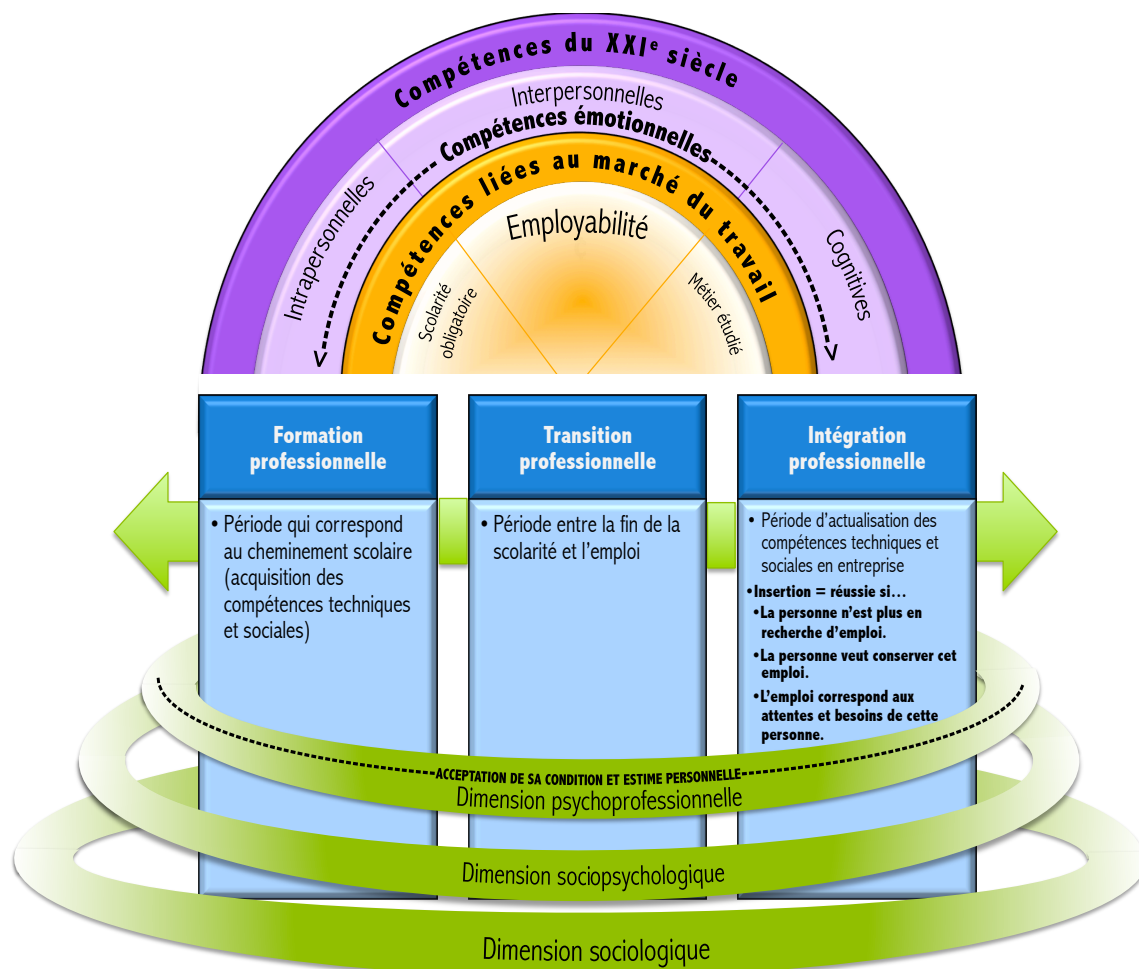 Compétences du XXIᵉ siècle
Interpersonnelles
Compétences émotionnelles
Intrapersonnelles
Cognitives
Compétences liées au marché du travail
Employabilité
Scolarité
obligatoire
Métier étudié
Formation
professionnelle
• Période qui correspond
au cheminement scolaire
(acquisition des
compétences techniques
et sociales)
Transition
professionnelle
• Période entre la fin de la
scolarité et l’emploi
Intégration
professionnelle
• Période d’actualisation des
compétences techniques et
sociales en entreprise
•Insertion = réussie si…
•La personne n’est plus en
recherche d’emploi.
•La personne veut conserver cet
emploi.
•L’emploi correspond aux
attentes et besoins de cette
personne.
ACCEPTATION DE SA CONDITION ET ESTIME PERSONNELLE
Dimension psychoprofessionnelle
Dimension sociopsychologique
Dimension sociologique